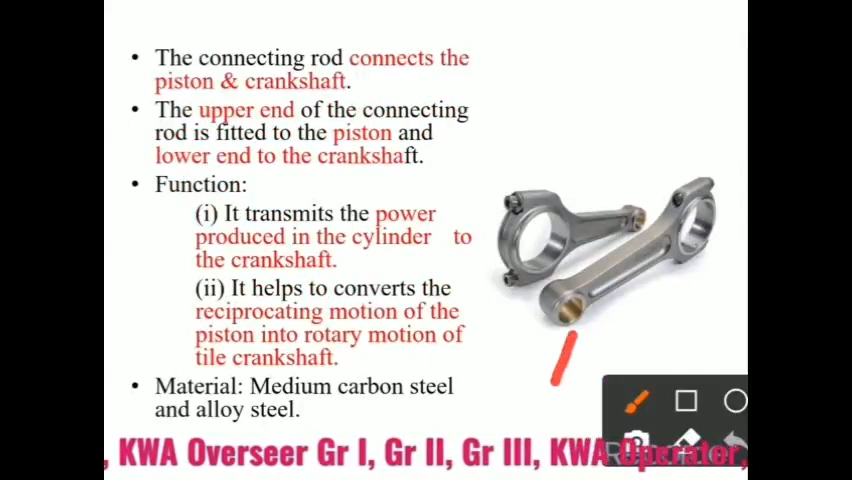 • The connecting rod connects the
piston & crankshaft.
• The upper end of the connecting
rod is fitted to the piston and
lower end to the crankshaft.
• Function:
(i) It transmits the power
produced in the cylinder to
the crankshaft.
(ii) It helps to converts the
reciprocating motion of the
piston into rotary motion of
tile crankshaft.
• Material: Medium carbon steel
and alloy steel.
, KWA Overseer Gr I, Gr II, Gr III, KWA Operator,